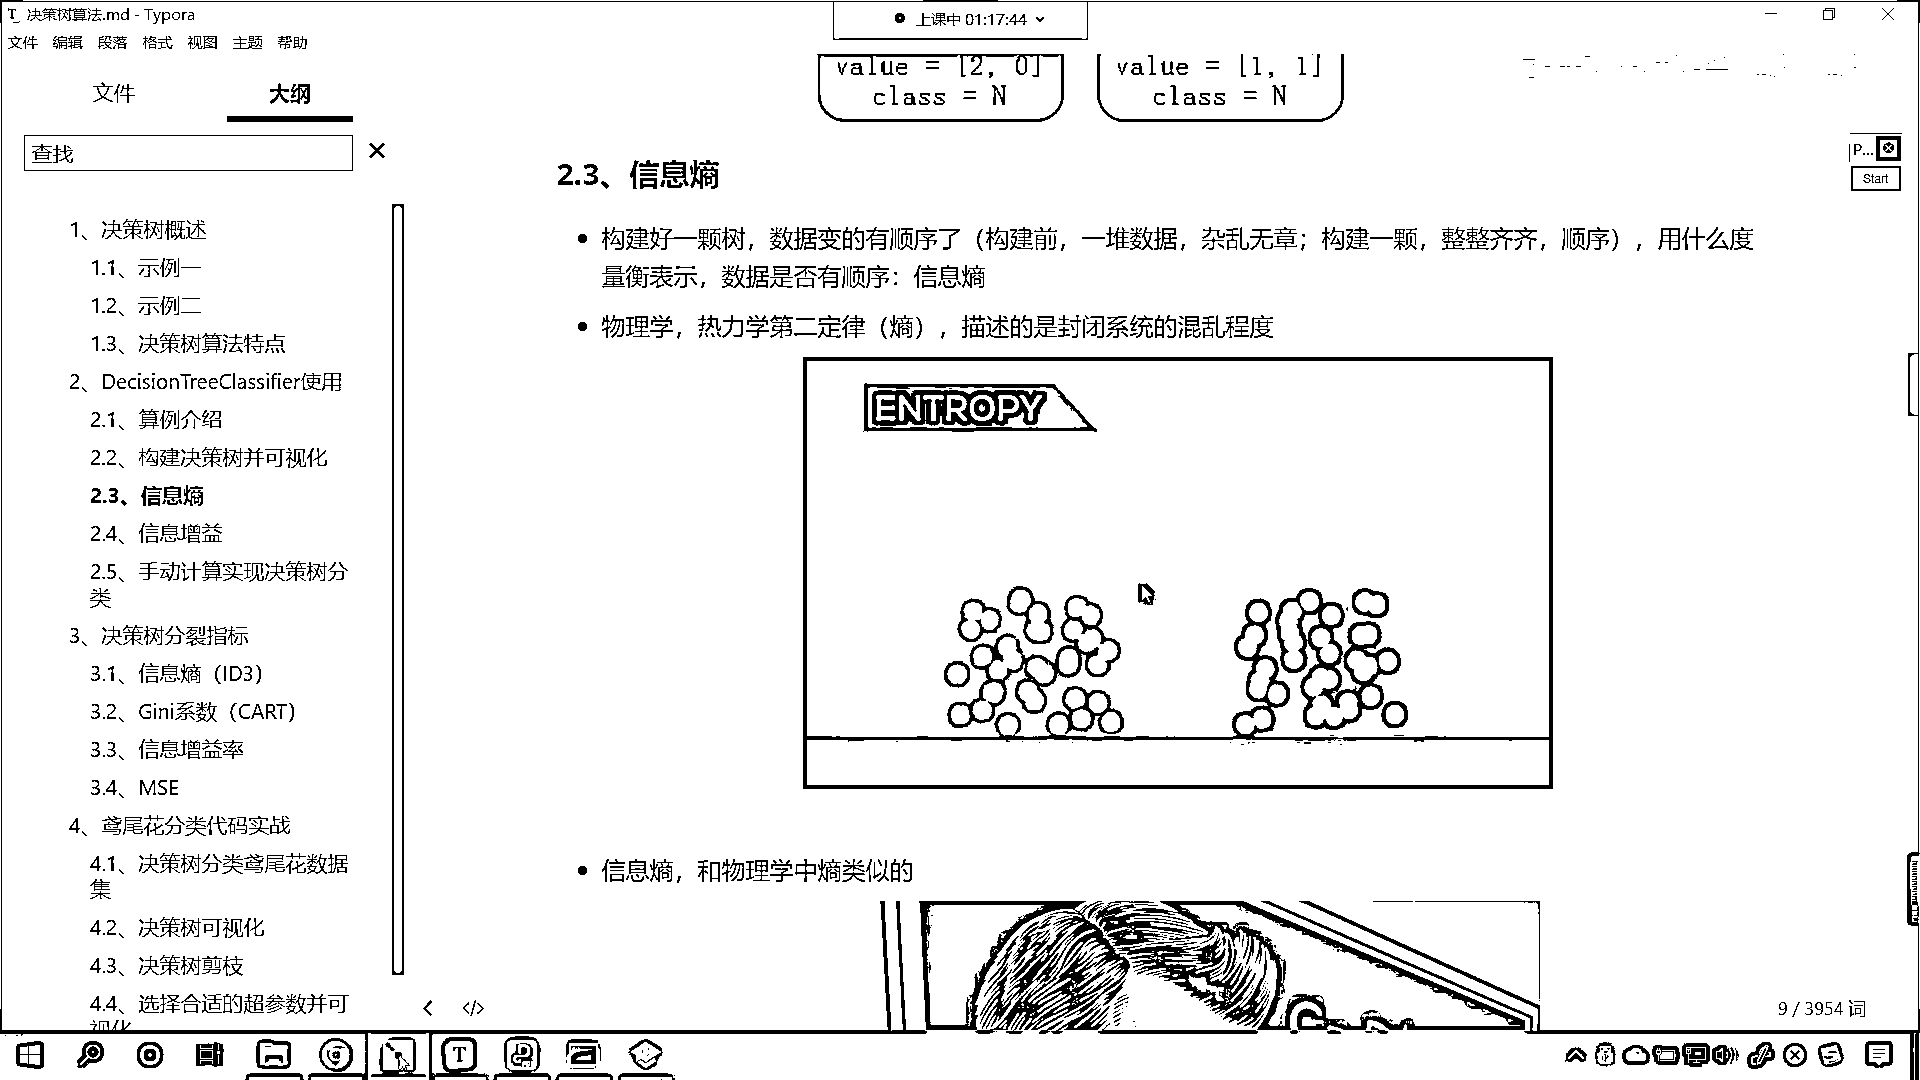 决策树算法.md - Typora
上课中 01:17:44
文件 编辑 段落 格式 视图 主题 帮助
文件 大纲
查找
1、决策树概述
1.1、示例一
1.2、示例二
1.3、决策树算法特点
2、DecisionTreeClassifier使用
2.1、算例介绍
2.2、构建决策树并可视化
2.3、信息熵
2.4、信息增益
2.5、手动计算实现决策树分
类
3、决策树分裂指标
3.1、信息熵（ID3）
3.2、Gini系数（CART）
3.3、信息增益率
3.4、MSE
4、鸢尾花分类代码实战
4.1、决策树分类鸢尾花数据
集
4.2、决策树可视化
4.3、决策树剪枝
4.4、选择合适的超参数并可
视化
value = [2, 0]
class = N
value = [1, 1]
class = N
2.3、信息熵
构建好一颗树，数据变的有顺序了（构建前，一堆数据，杂乱无章；构建一颗，整整齐齐，顺序），用什么度
量衡表示，数据是否有顺序：信息熵
物理学，热力学第二定律（熵），描述的是封闭系统的混乱程度
ENTROPY
信息熵，和物理学中熵类似的
P...
Start
9 / 3954 词